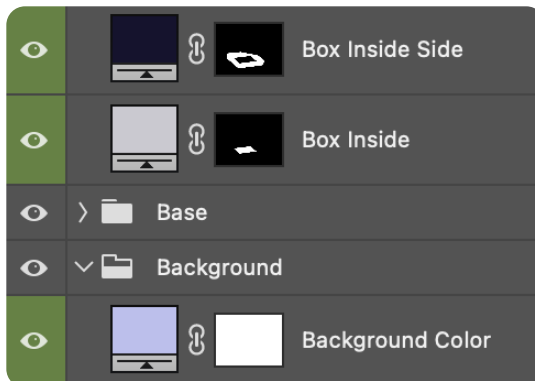 Box Inside Side
Box Inside
Base
Background
Background Color